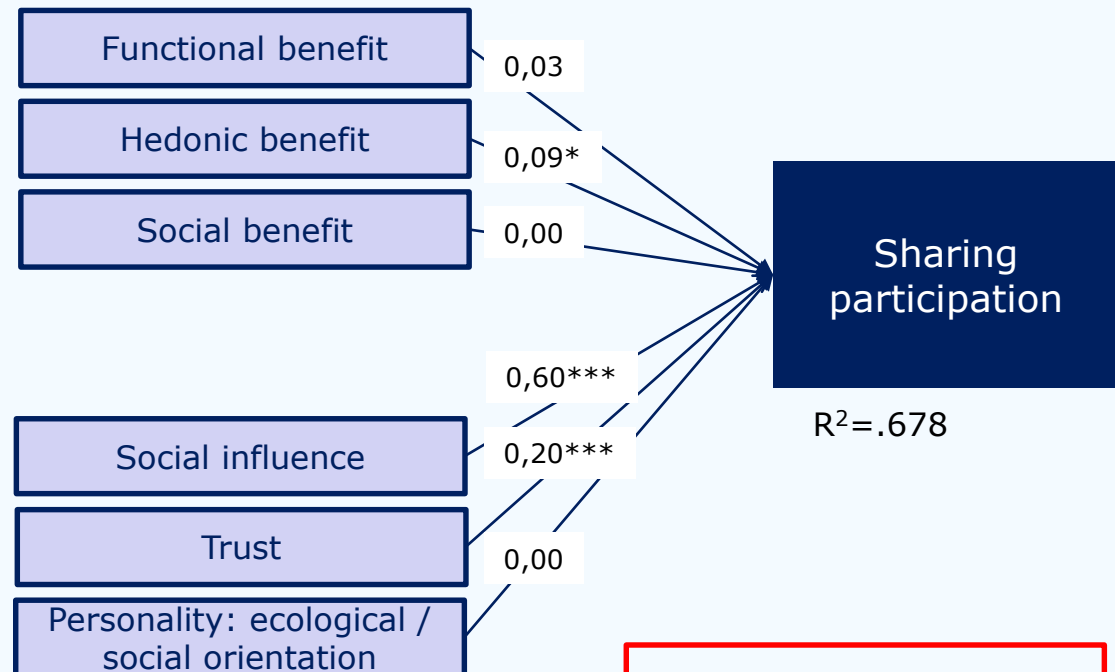 Functional benefit
0,03
Hedonic benefit
0,09*
Social benefit
0,00
Sharing
participation
R²=.678
0,60***
Social influence
0,20***
Trust
0,00
Personality: ecological /
social orientation